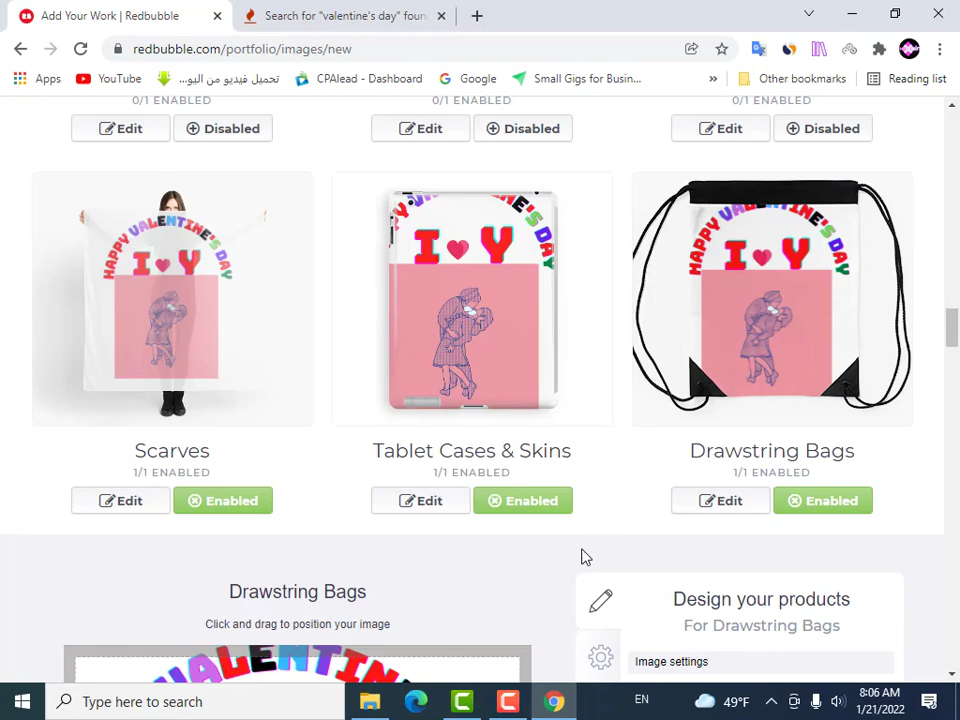 Add Your Work | Redbubble
Search for "valentine's day" foun
redbubble.com/portfolio/images/new
Apps YouTube تحميل فيديو من اليو... CPAlead - Dashboard Google Small Gigs for Busin... » Other bookmarks Reading list
0/1 ENABLED 0/1 ENABLED 0/1 ENABLED
Edit Disabled Edit Disabled Edit Disabled
HAPPY VALENTINE'S DAY
I Y
I Y
DAY
HAPPY VALENTINE'S DAY
I Y
Scarves Tablet Cases & Skins Drawstring Bags
1/1 ENABLED 1/1 ENABLED 1/1 ENABLED
Edit Enabled Edit Enabled Edit Enabled
Drawstring Bags
Click and drag to position your image
VALENTIN
Design your products
For Drawstring Bags
Image settings
Type here to search
EN
49°F
8:06 AM
1/21/2022